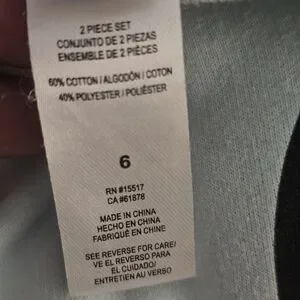 2 PIECE SET
CONJUNTO DE 2 PIEZAS
ENSEMBLE DE 2 PIÈCES
60% COTTON / ALGODÓN / COTON
40% POLYESTER / POLIÉSTER
6
RN #15517
CA #61878
MADE IN CHINA
HECHO EN CHINA
FABRIQUÉ EN CHINE
SEE REVERSE FOR CARE/
VE EL REVERSO PARA
EL CUIDADO/
ENTRETIEN AU VERSO